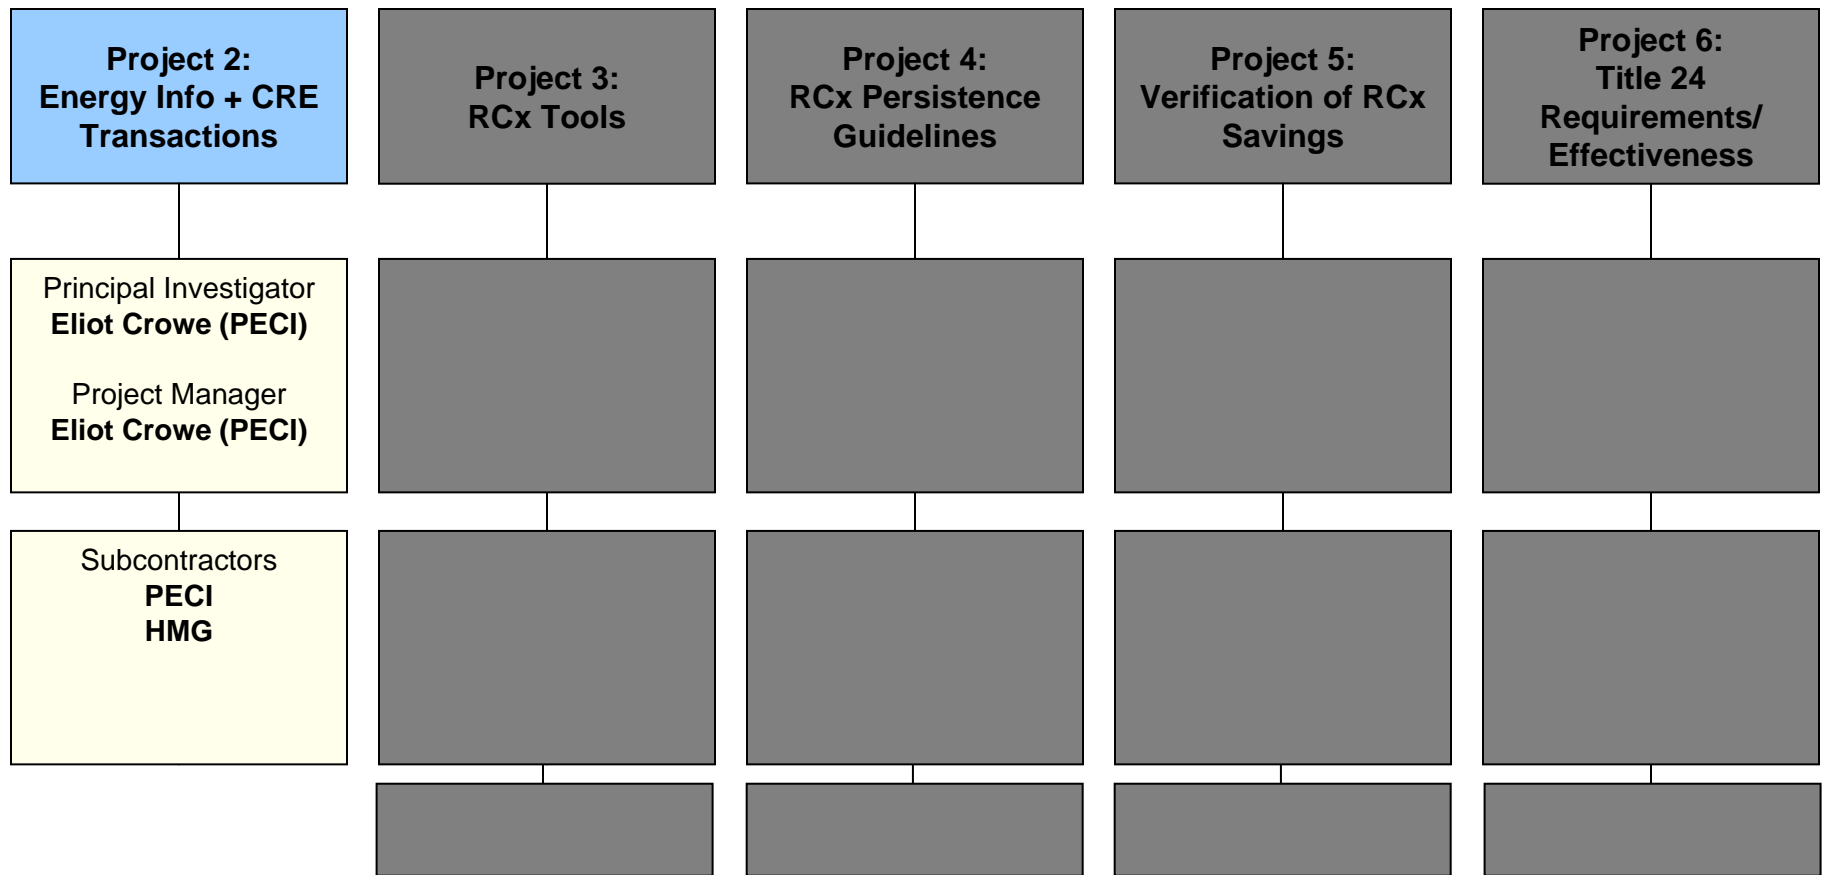 Project 2:
Energy Info + CRE
Transactions
Project 3:
RCx Tools
Project 4:
RCx Persistence
Guidelines
Project 5:
Verification of RCx
Savings
Project 6:
Title 24
Requirements/
Effectiveness
Principal Investigator
Eliot Crowe (PECI)
Project Manager
Eliot Crowe (PECI)
Subcontractors
PECI
HMG